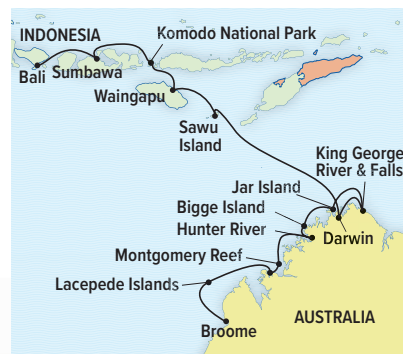 INDONESIA
Komodo National Park
Bali
Sumbawa
Waingapu
Sawu
Island
King George
River & Falls
Jar Island
Bigge Island
Hunter River
Darwin
Montgomery Reef
Lacepede Islands
Broome
AUSTRALIA